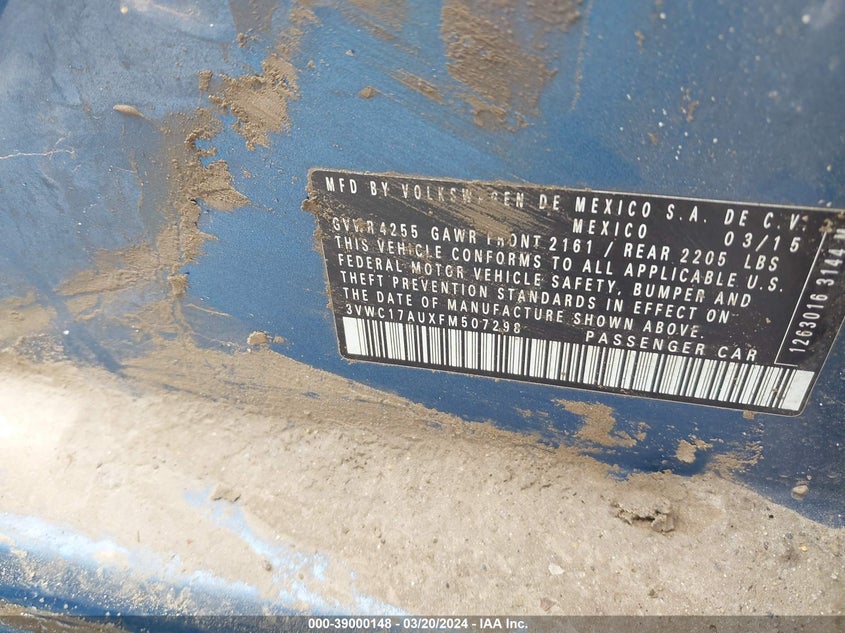 MFD BY VOLKSWAGEN DE MEXICO S.A. DE C.V.
MEXICO 03/15
GVWR 4255 GAWR FRONT 2161 / REAR 2205 LBS
THIS VEHICLE CONFORMS TO ALL APPLICABLE U.S.
FEDERAL MOTOR VEHICLE SAFETY, BUMPER AND
THEFT PREVENTION STANDARDS IN EFFECT ON
THE DATE OF MANUFACTURE SHOWN ABOVE.
3VWC17AUXFM507298
PASSENGER CAR
1263016 3144
000-39000148 - 03/20/2024 - IAA Inc.